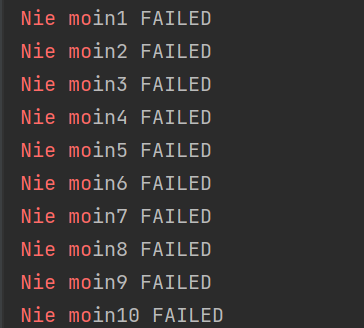 Nie moin1 FAILED
Nie moin2 FAILED
Nie moin3 FAILED
Nie moin4 FAILED
Nie moin5 FAILED
Nie moin6 FAILED
Nie moin7 FAILED
Nie moin8 FAILED
Nie moin9 FAILED
Nie moin10 FAILED